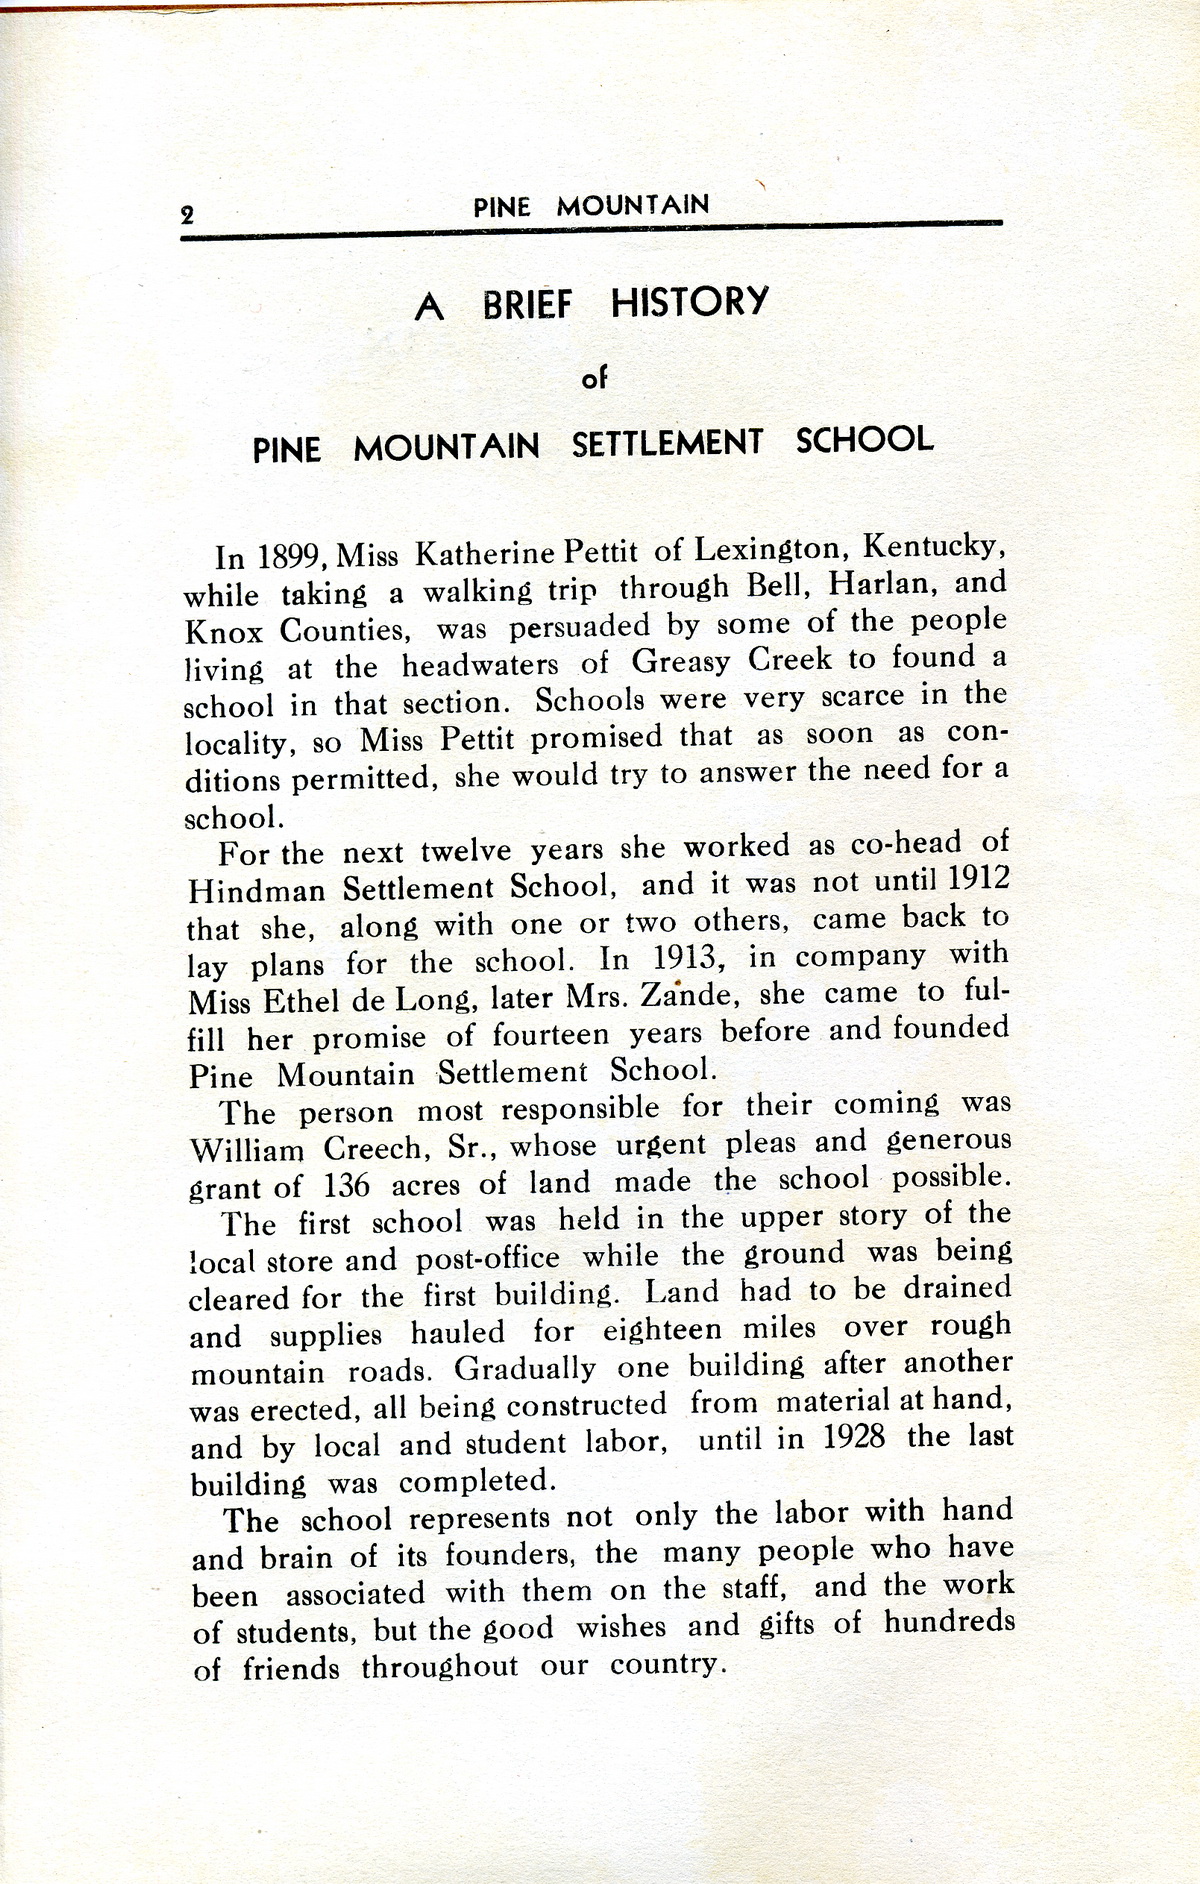 2 PINE MOUNTAIN
A BRIEF HISTORY
of
PINE MOUNTAIN SETTLEMENT SCHOOL
In 1899, Miss Katherine Pettit of Lexington, Kentucky,
while taking a walking trip through Bell, Harlan, and
Knox Counties, was persuaded by some of the people
living at the headwaters of Greasy Creek to found a
school in that section. Schools were very scarce in the
locality, so Miss Pettit promised that as soon as con-
ditions permitted, she would try to answer the need for a
school.
For the next twelve years she worked as co-head of
Hindman Settlement School, and it was not until 1912
that she, along with one or two others, came back to
lay plans for the school. In 1913, in company with
Miss Ethel de Long, later Mrs. Zande, she came to ful-
fill her promise of fourteen years before and founded
Pine Mountain Settlement School.
The person most responsible for their coming was
William Creech, Sr., whose urgent pleas and generous
grant of 136 acres of land made the school possible.
The first school was held in the upper story of the
local store and post-office while the ground was being
cleared for the first building. Land had to be drained
and supplies hauled for eighteen miles over rough
mountain roads. Gradually one building after another
was erected, all being constructed from material at hand,
and by local and student labor, until in 1928 the last
building was completed.
The school represents not only the labor with hand
and brain of its founders, the many people who have
been associated with them on the staff, and the work
of students, but the good wishes and gifts of hundreds
of friends throughout our country.